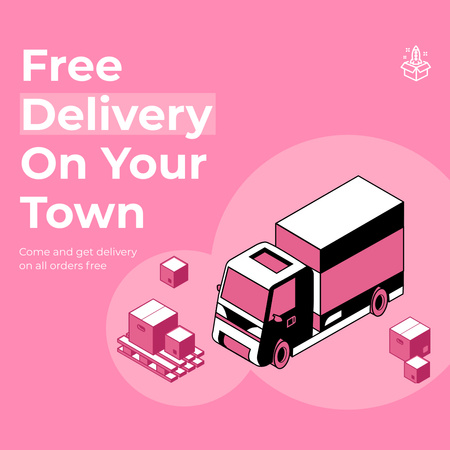 Free
Delivery
On Your
Town
Come and get delivery
on all orders free